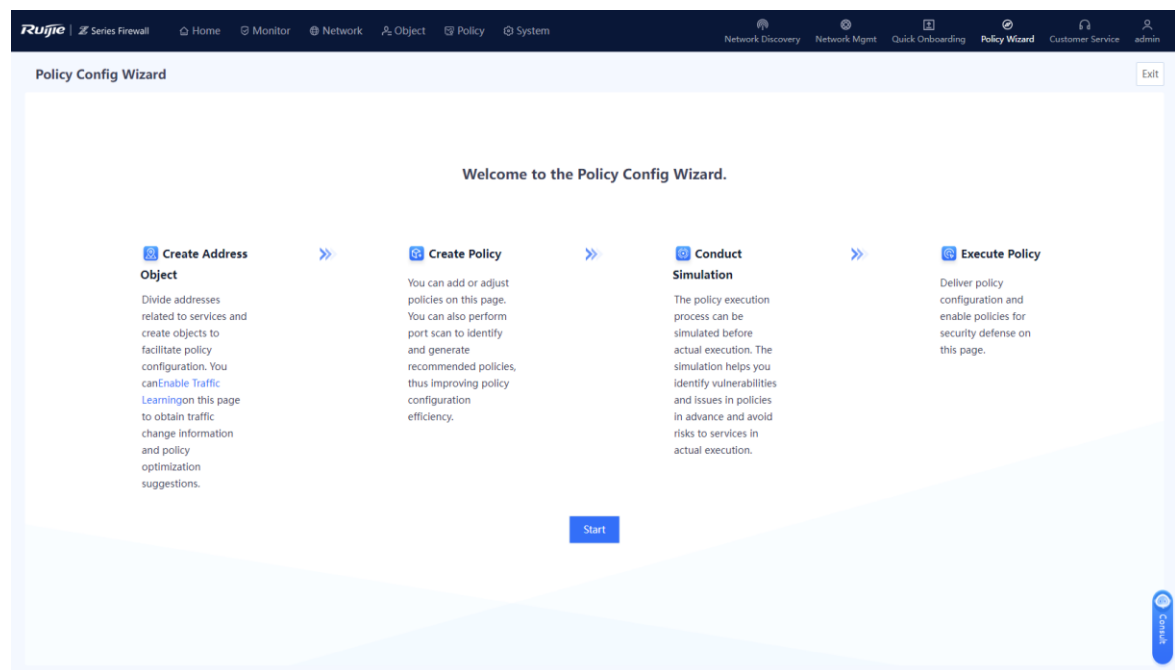 Ruijie | Z Series Firewall Home Monitor Network Object Policy System Network Discovery Network Mgmt Quick Onboarding Policy Wizard Customer Service admin
Policy Config Wizard Exit
Welcome to the Policy Config Wizard.
Create Address
Object
Divide addresses
related to services and
create objects to
facilitate policy
configuration. You
canEnable Traffic
Learningon this page
to obtain traffic
change information
and policy
optimization
suggestions.
Create Policy
You can add or adjust
policies on this page.
You can also perform
port scan to identify
and generate
recommended policies,
thus improving policy
configuration
efficiency.
Conduct
Simulation
The policy execution
process can be
simulated before
actual execution. The
simulation helps you
identify vulnerabilities
and issues in policies
in advance and avoid
risks to services in
actual execution.
Execute Policy
Deliver policy
configuration and
enable policies for
security defense on
this page.
Start
Consult